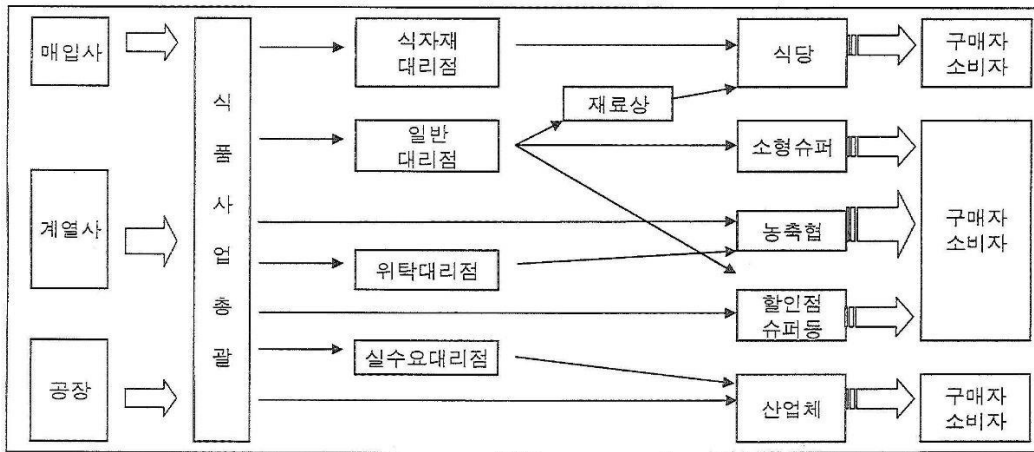 매입사
계열사
공장
식
품
사
업
총
괄
식자재
대리점
일반
대리점
위탁대리점
실수요대리점
재료상
식당
소형슈퍼
농축협
할인점
슈퍼등
산업체
구매자
소비자
구매자
소비자
구매자
소비자